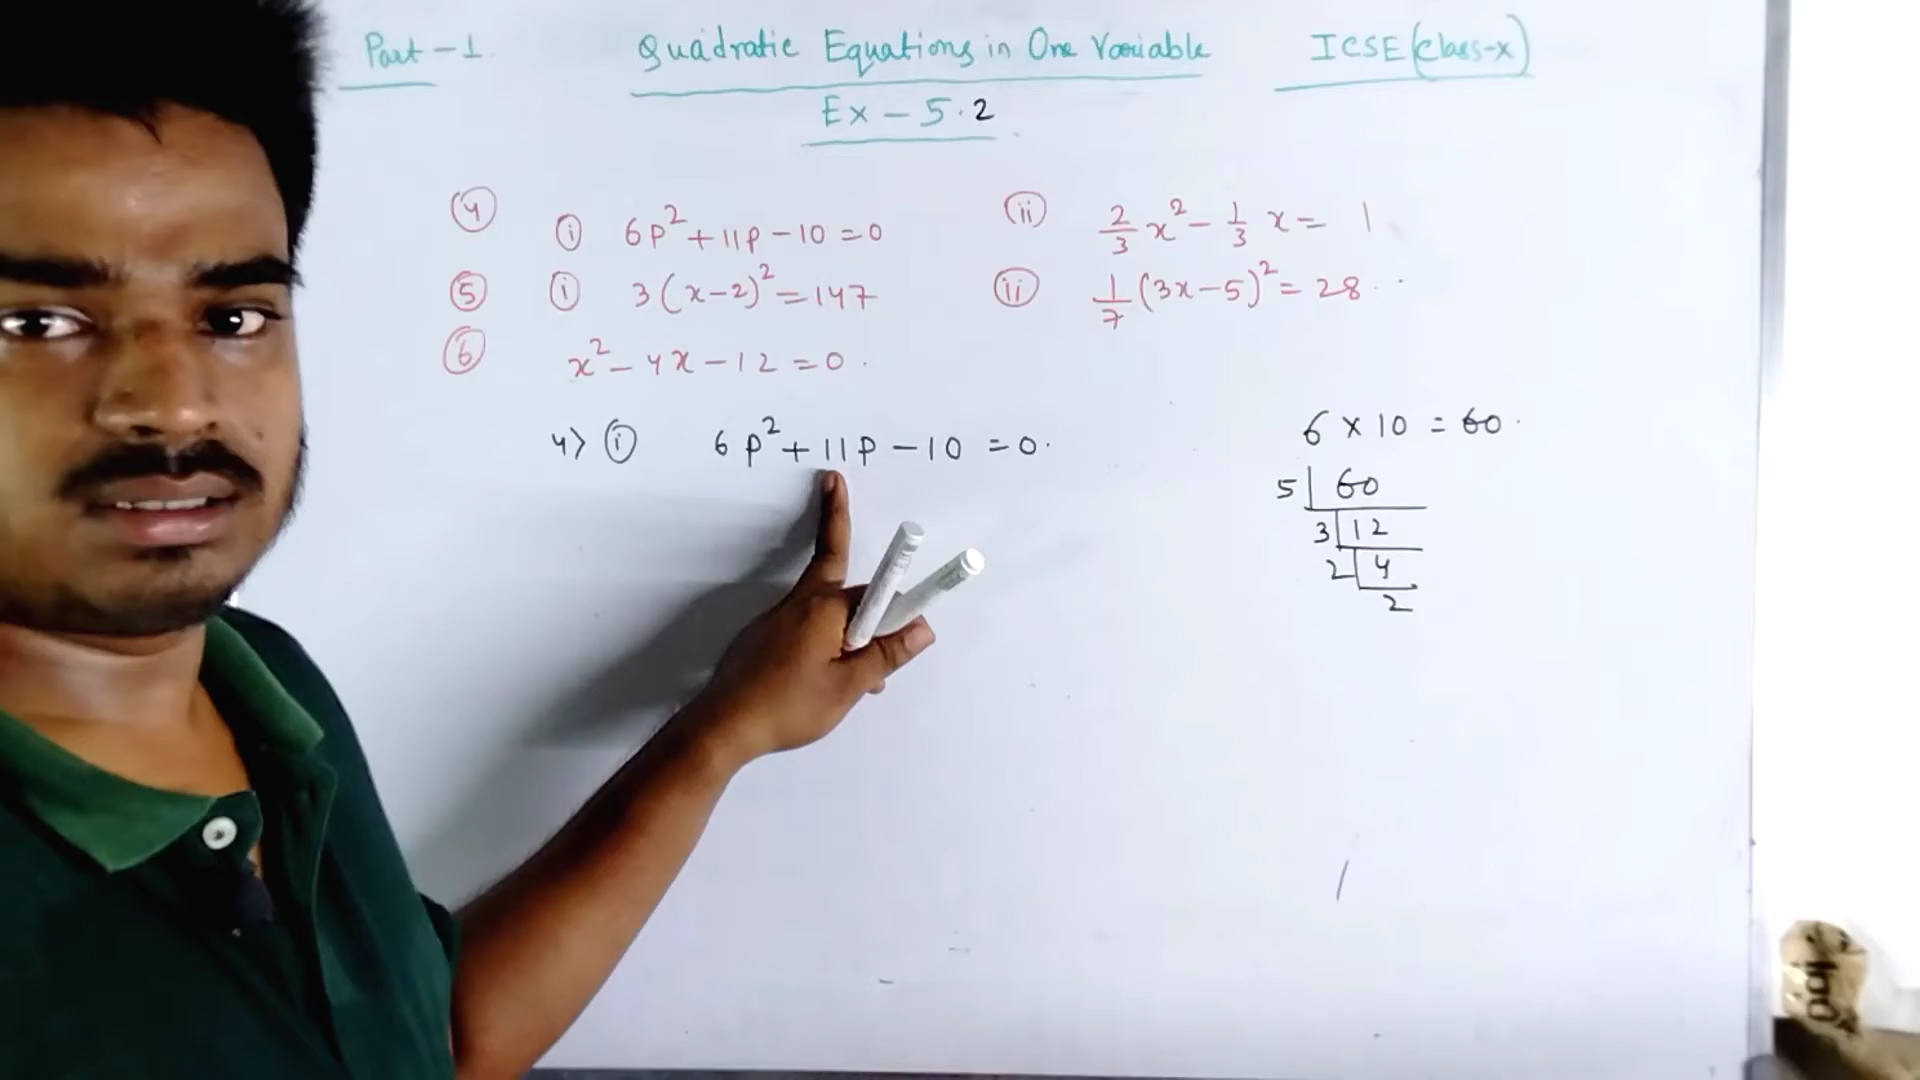 Part - 1 Quadratic Equations in One Variable ICSE (Class-X)
Ex - 5.2
④ ⓘ 6p² + 11p - 10 = 0 ⓘⓘ 2/3 x² - 1/3 x = 1
⑤ ⓘ 3(x-2)² = 147 ⓘⓘ 1/7 (3x-5)² = 28
⑥ x² - 4x - 12 = 0.
4> ⓘ 6p² + 11p - 10 = 0. 6 × 10 = 60.
5 | 60
3 | 12
2 | 4
2